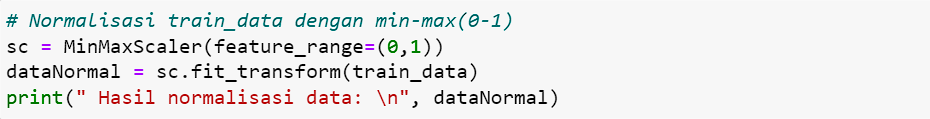 # Normalisasi train_data dengan min-max(0-1)
sc = MinMaxScaler(feature_range=(0,1))
dataNormal = sc.fit_transform(train_data)
print(" Hasil normalisasi data: \n", dataNormal)